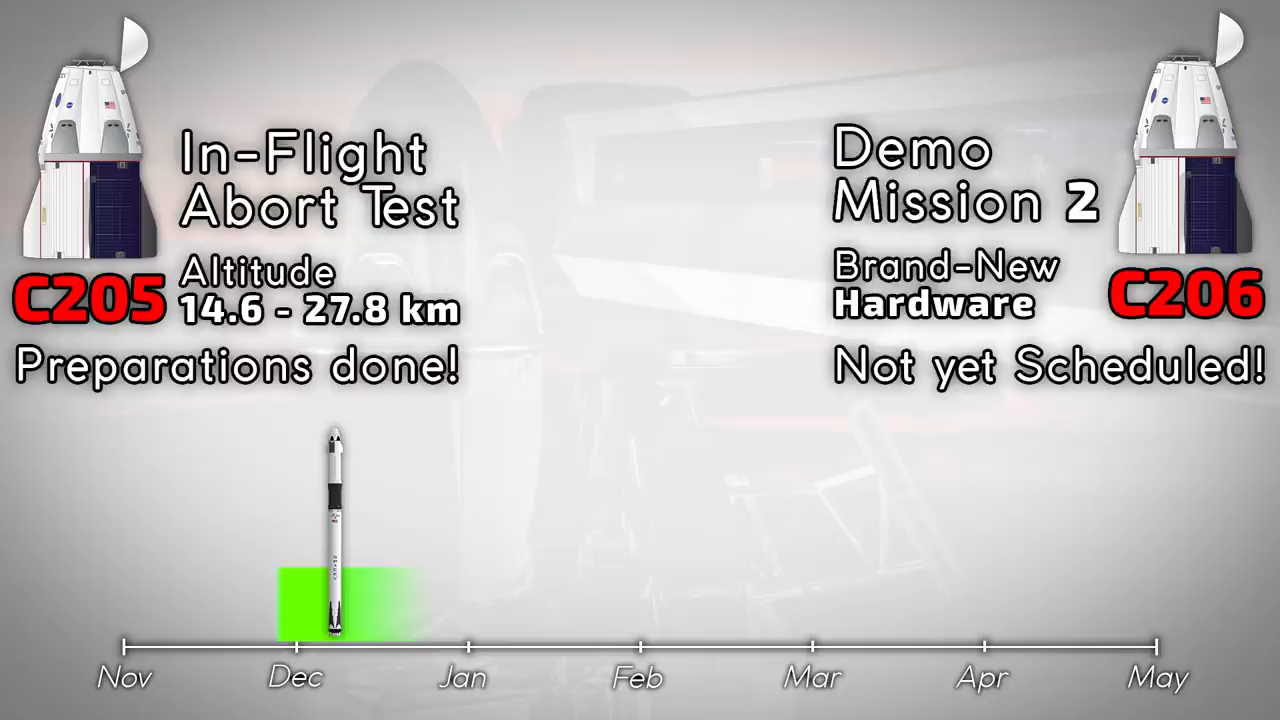 In-Flight
Abort Test
C205
Altitude
14.6 - 27.8 km
Preparations done!
Demo
Mission 2
Brand-New
Hardware
C206
Not yet Scheduled!
Nov Dec Jan Feb Mar Apr May